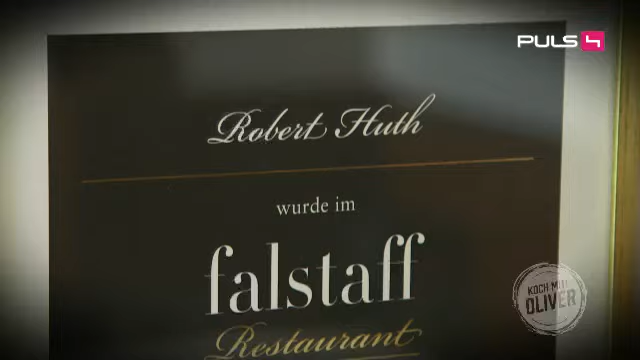 PULS 4
Robert Huth
wurde im
falstaff
Restaurant
KOCH MIT!
OLIVER